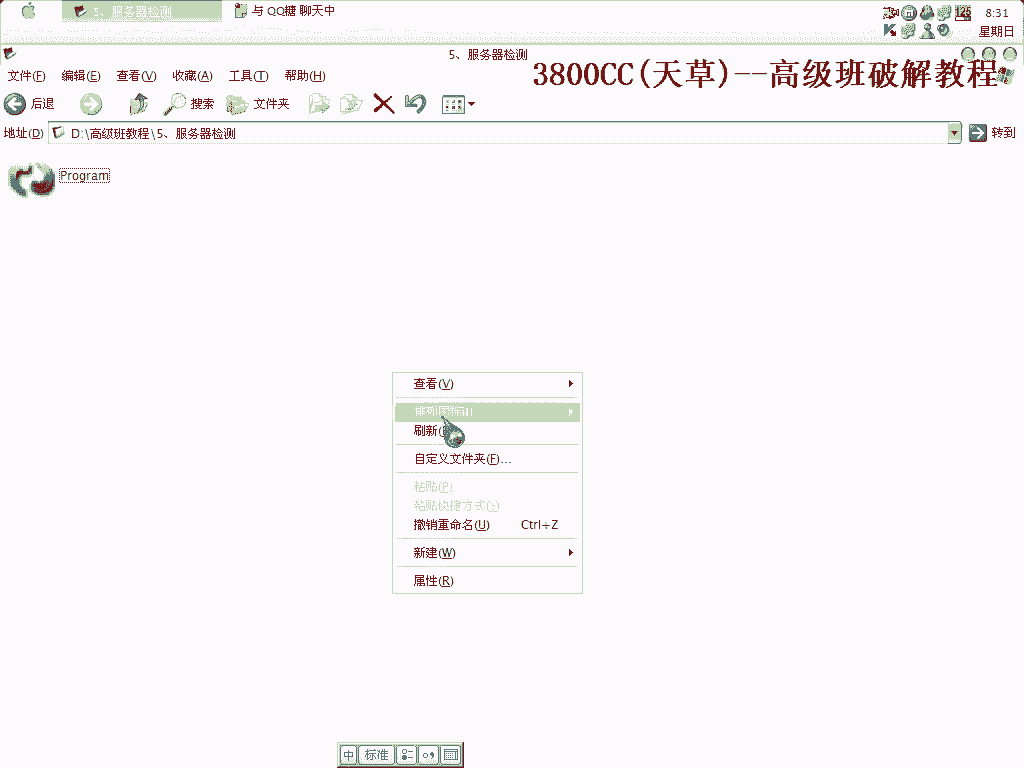 5、服务器检测
与 QQ糖 聊天中
125
8:31
星期日
5、服务器检测
文件(F) 编辑(E) 查看(V) 收藏(A) 工具(T) 帮助(H)
3800CC(天草)--高级班破解教程
后退 搜索 文件夹
地址(D) D:\高级班教程\5、服务器检测 转到
Program
查看(V)
刷新
自定义文件夹(F)...
粘贴(P)
粘贴快捷方式(S)
撤销重命名(U) Ctrl+Z
新建(W)
属性(R)
中 标准